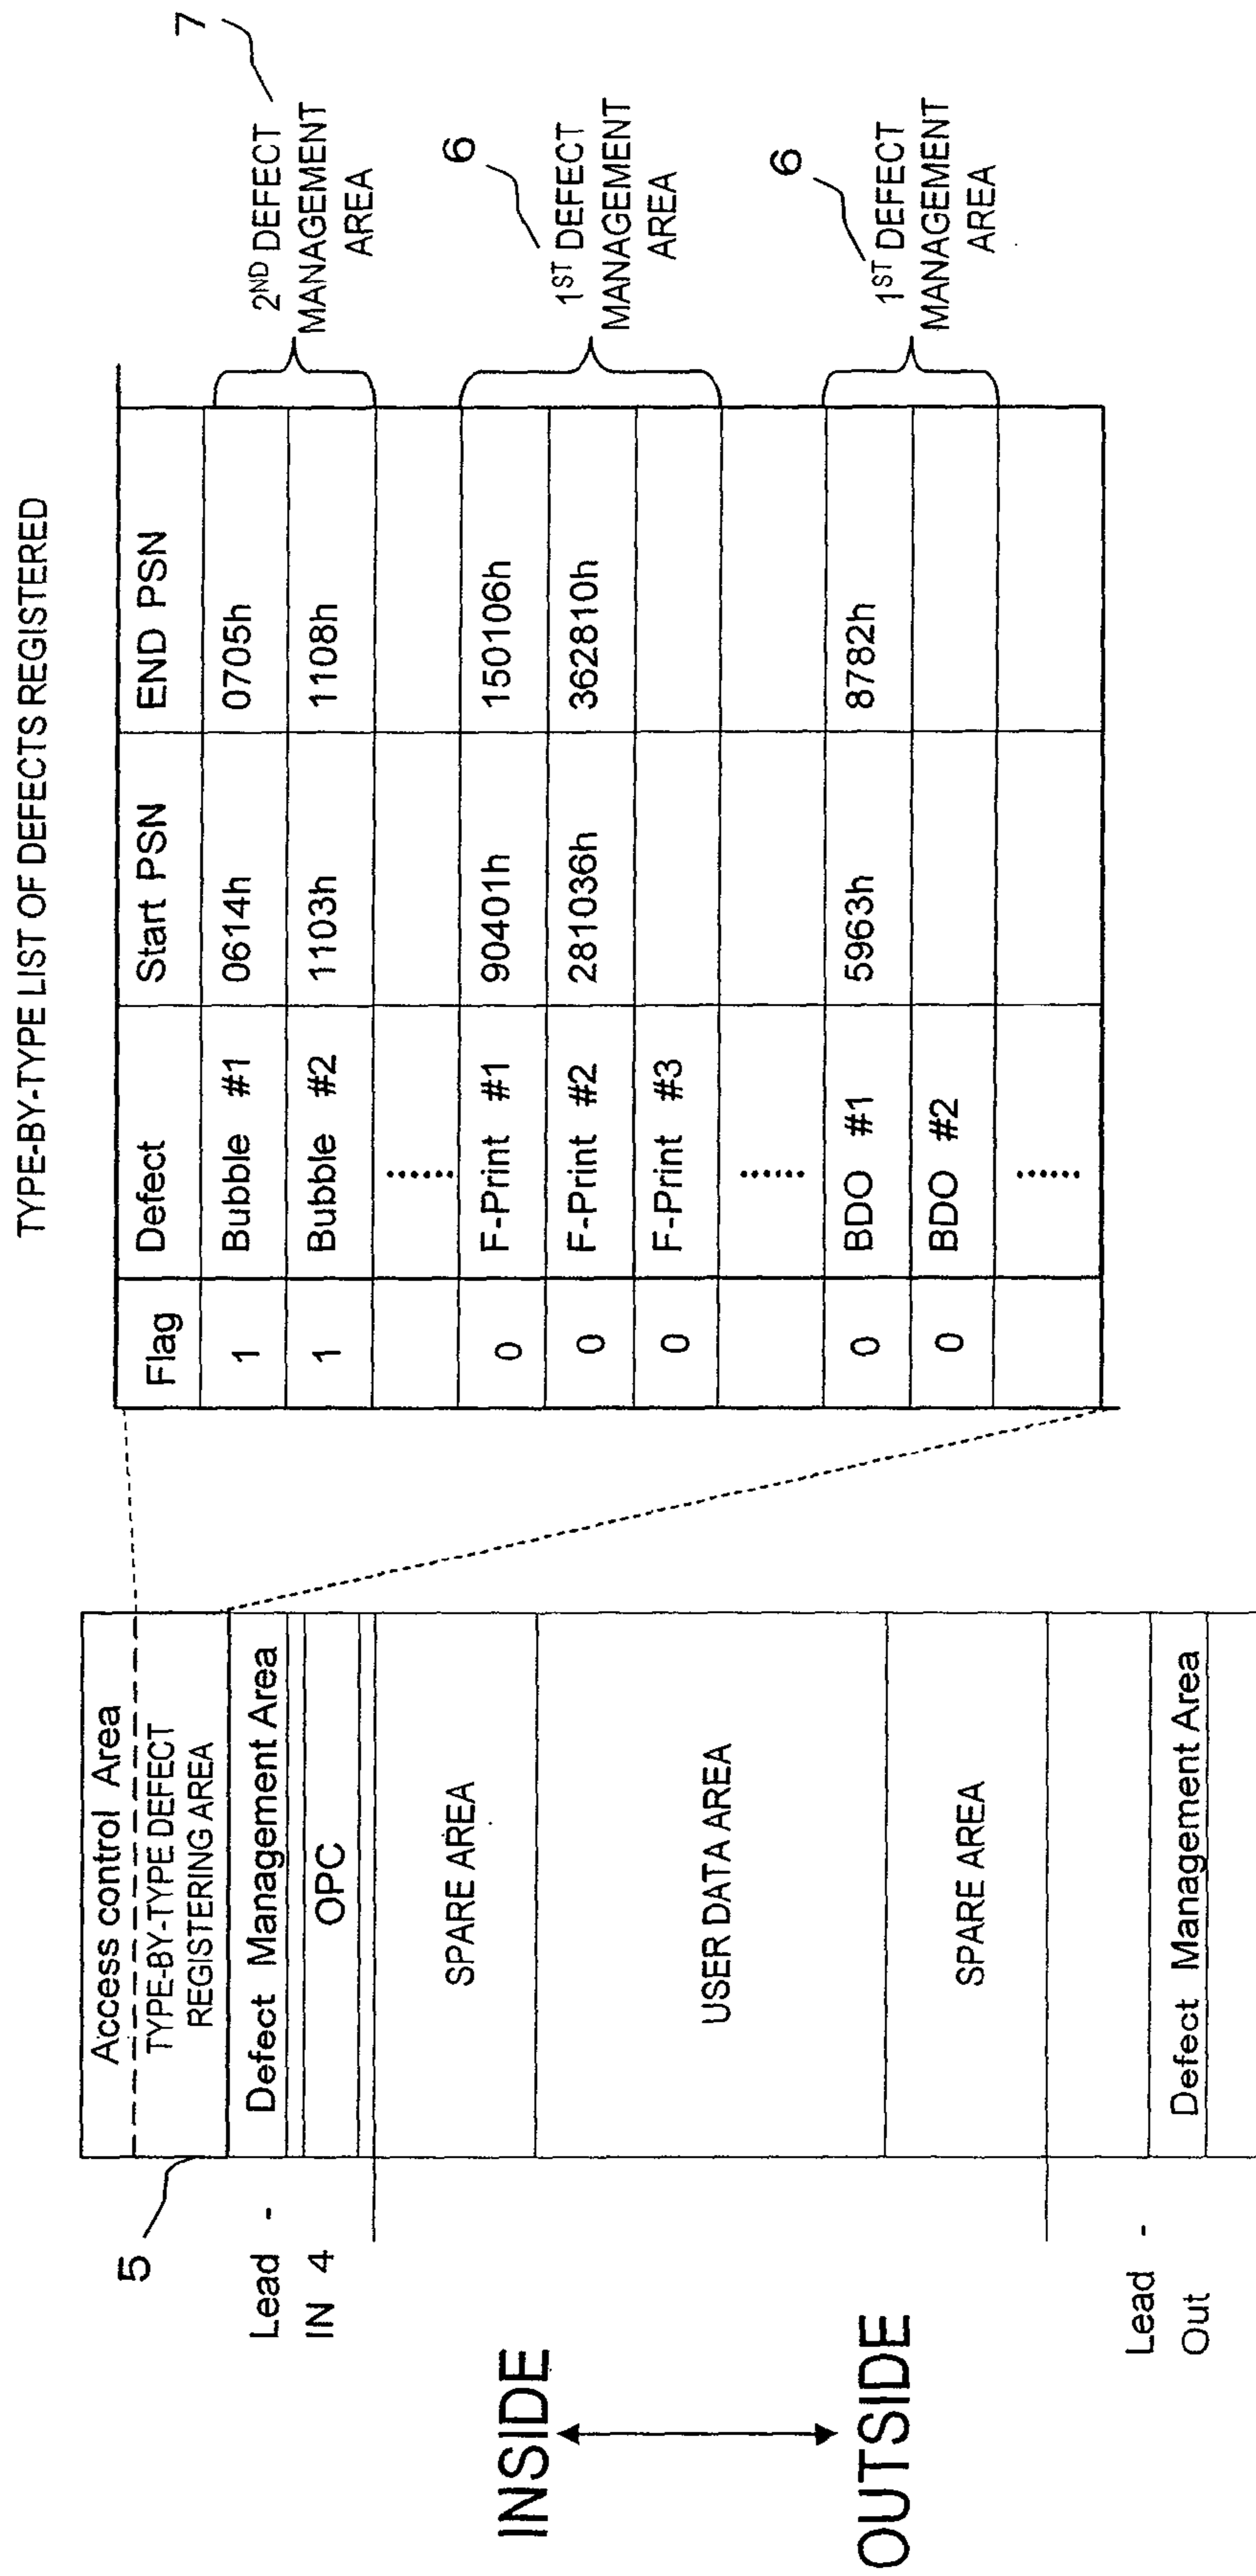 TYPE-BY-TYPE LIST OF DEFECTS REGISTERED
Flag Defect Start PSN END PSN
1 Bubble #1 0614h 0705h
1 Bubble #2 1103h 1108h
......
0 F-Print #1 90401h 150106h
0 F-Print #2 281036h 362810h
0 F-Print #3
......
0 BDO #1 5963h 8782h
0 BDO #2
......
7
2ND DEFECT
MANAGEMENT
AREA
6
1ST DEFECT
MANAGEMENT
AREA
6
1ST DEFECT
MANAGEMENT
AREA
5
Access control Area
TYPE-BY-TYPE DEFECT
REGISTERING AREA
Defect Management Area
OPC
SPARE AREA
USER DATA AREA
SPARE AREA
Defect Management Area
Lead -
IN 4
INSIDE
OUTSIDE
Lead -
Out